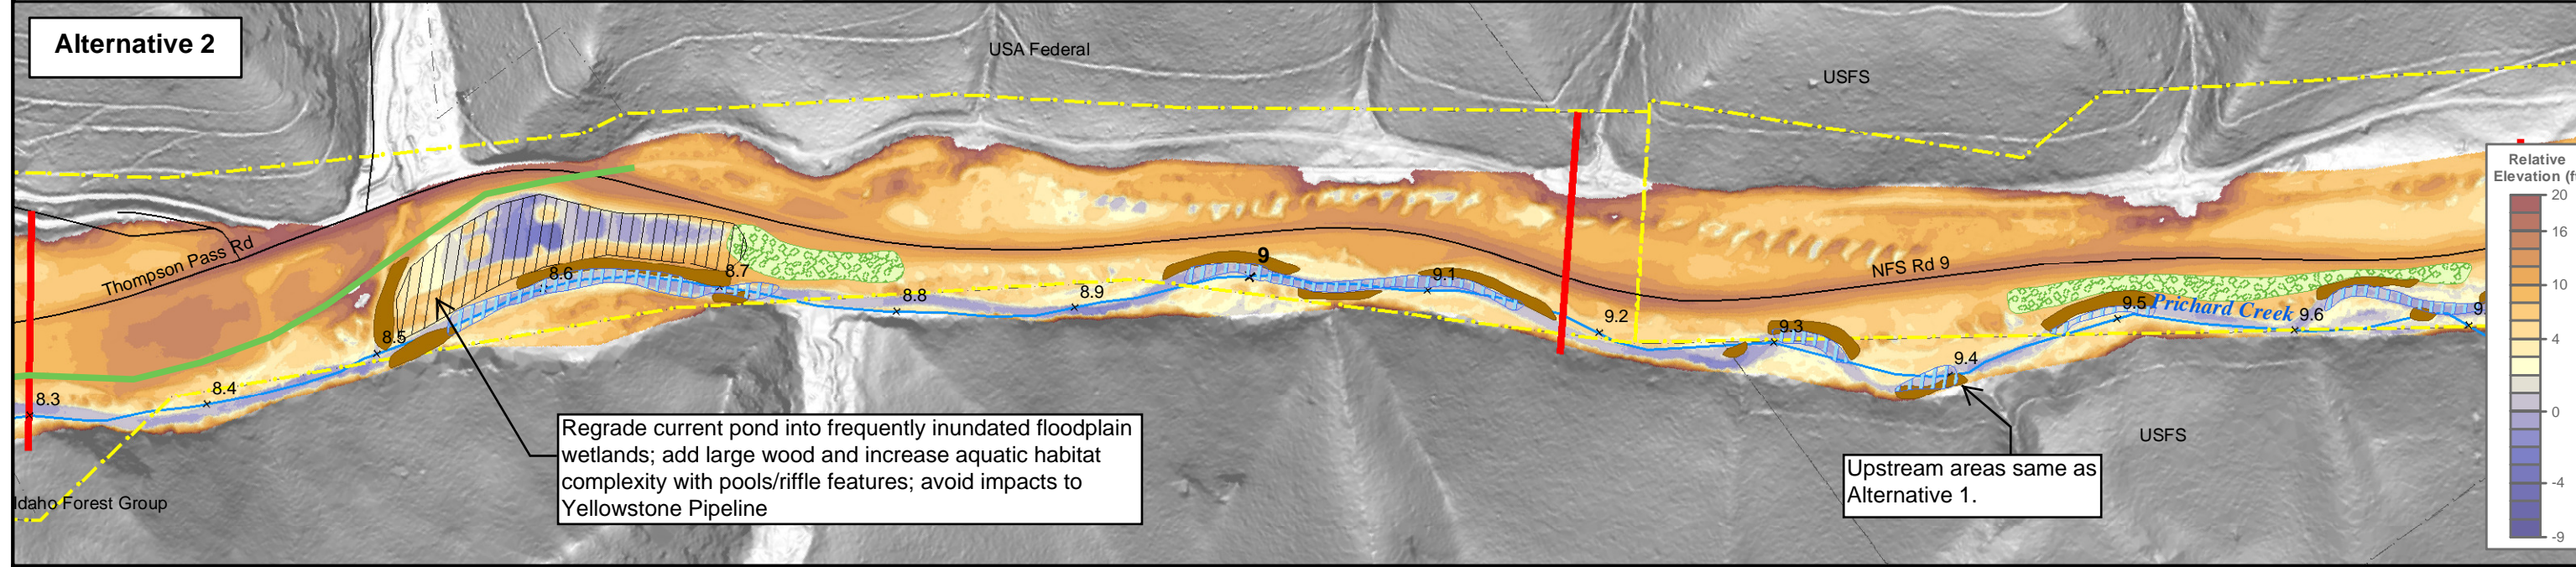 Alternative 2
USA Federal
USFS
Relative
Elevation (f
20
16
10
4
0
-4
-9
Thompson Pass Rd
NFS Rd 9
Prichard Creek
8.3
8.4
8.5
8.6
8.7
8.8
8.9
9
9.1
9.2
9.3
9.4
9.5
9.6
9.
USFS
Idaho Forest Group
Regrade current pond into frequently inundated floodplain
wetlands; add large wood and increase aquatic habitat
complexity with pools/riffle features; avoid impacts to
Yellowstone Pipeline
Upstream areas same as
Alternative 1.